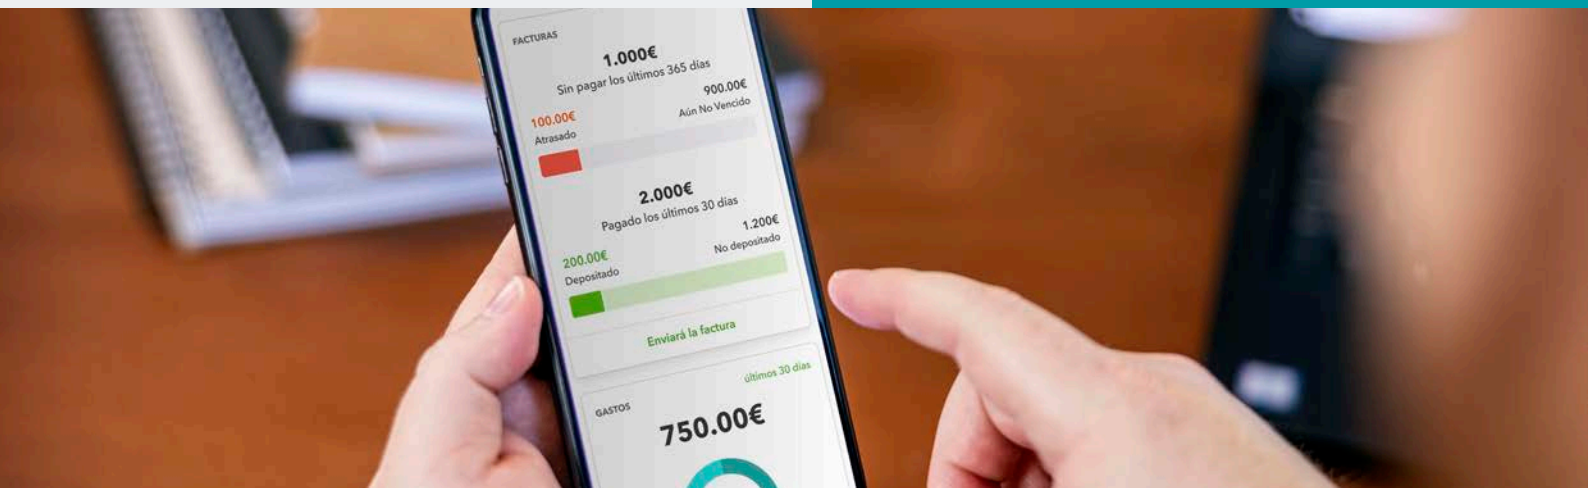 FACTURAS
1.000€
Sin pagar los últimos 365 días
100.00€
900.00€
Atrasado
Aún No Vencido
2.000€
Pagado los últimos 30 días
200.00€
1.200€
Depositado
No depositado
Enviará la factura
últimos 30 días
GASTOS
750.00€